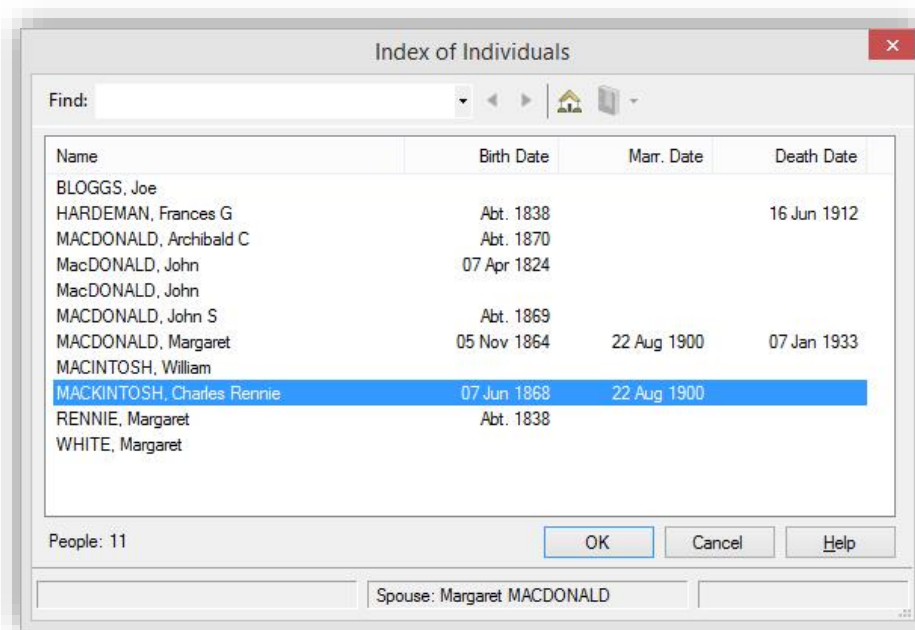 Index of Individuals
Find:
Name Birth Date Marr. Date Death Date
BLOGGS, Joe
HARDEMAN, Frances G Abt. 1838 16 Jun 1912
MACDONALD, Archibald C Abt. 1870
MacDONALD, John 07 Apr 1824
MacDONALD, John
MACDONALD, John S Abt. 1869
MACDONALD, Margaret 05 Nov 1864 22 Aug 1900 07 Jan 1933
MACINTOSH, William
MACKINTOSH, Charles Rennie 07 Jun 1868 22 Aug 1900
RENNIE, Margaret Abt. 1838
WHITE, Margaret
People: 11 OK Cancel Help
Spouse: Margaret MACDONALD